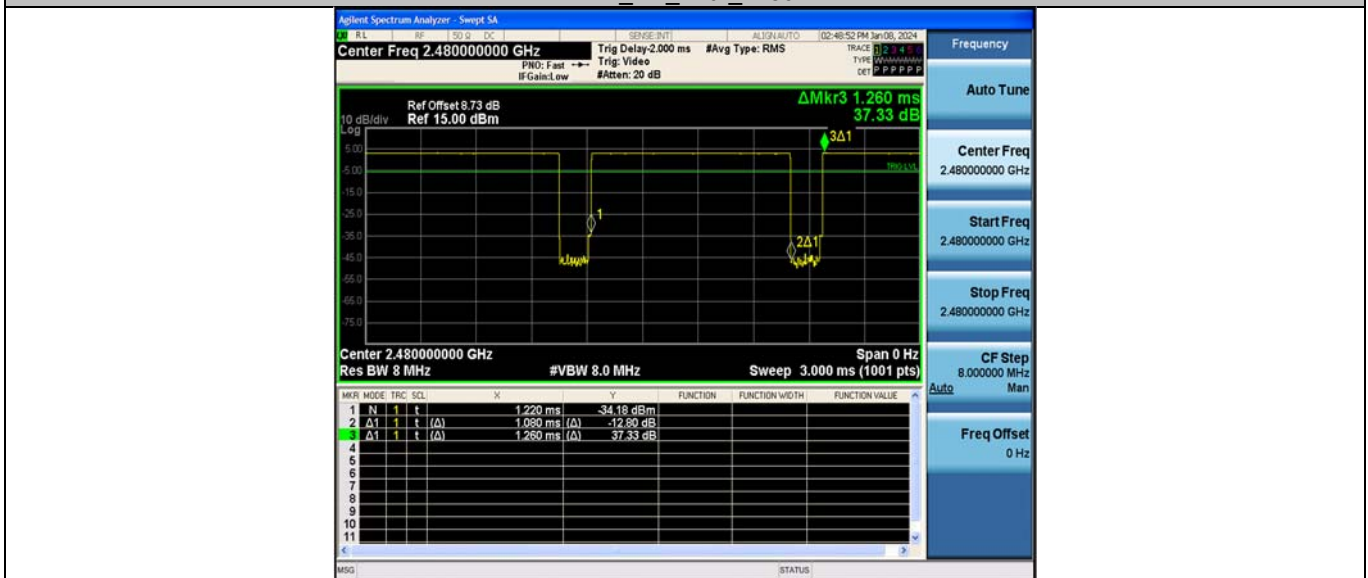 Agilent Spectrum Analyzer - Swept SA
RL RF 50 Ω DC SENSE:INT ALIGN AUTO 02:48:52 PM Jan 08, 2024
Center Freq 2.480000000 GHz
PNO: Fast
IFGain:Low
Trig Delay-2.000 ms
Trig: Video
#Atten: 20 dB
#Avg Type: RMS
TRACE 1 2 3 4 5 6
TYPE WWWWWW
DET P P P P P P
ΔMkr3 1.260 ms
37.33 dB
Ref Offset 8.73 dB
10 dB/div Ref 15.00 dBm
Log
5.00
-5.00
-15.0
-25.0
-35.0
-45.0
-55.0
-65.0
-75.0
3Δ1
TRIG LVL
1
2Δ1
Center 2.480000000 GHz Span 0 Hz
Res BW 8 MHz #VBW 8.0 MHz Sweep 3.000 ms (1001 pts)
MKR MODE TRC SCL X Y FUNCTION FUNCTION WIDTH FUNCTION VALUE
1 N 1 t 1.220 ms -34.18 dBm
2 Δ1 1 t (Δ) 1.080 ms (Δ) -12.80 dB
3 Δ1 1 t (Δ) 1.260 ms (Δ) 37.33 dB
4
5
6
7
8
9
10
11
MSG STATUS
Frequency
Auto Tune
Center Freq
2.480000000 GHz
Start Freq
2.480000000 GHz
Stop Freq
2.480000000 GHz
CF Step
8.000000 MHz
Auto Man
Freq Offset
0 Hz